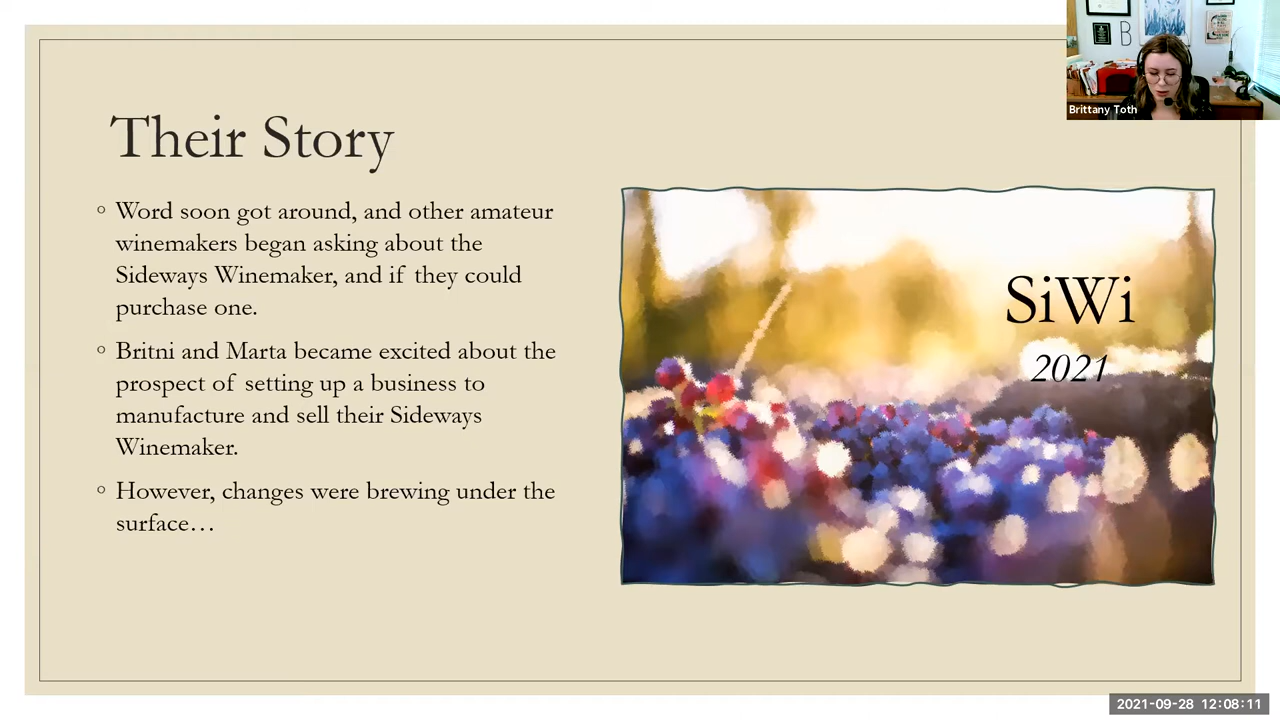 Their Story
◦ Word soon got around, and other amateur
winemakers began asking about the
Sideways Winemaker, and if they could
purchase one.
◦ Britni and Marta became excited about the
prospect of setting up a business to
manufacture and sell their Sideways
Winemaker.
◦ However, changes were brewing under the
surface…
SiWi
2021
B
Brittany Toth
2021-09-28 12:08:11